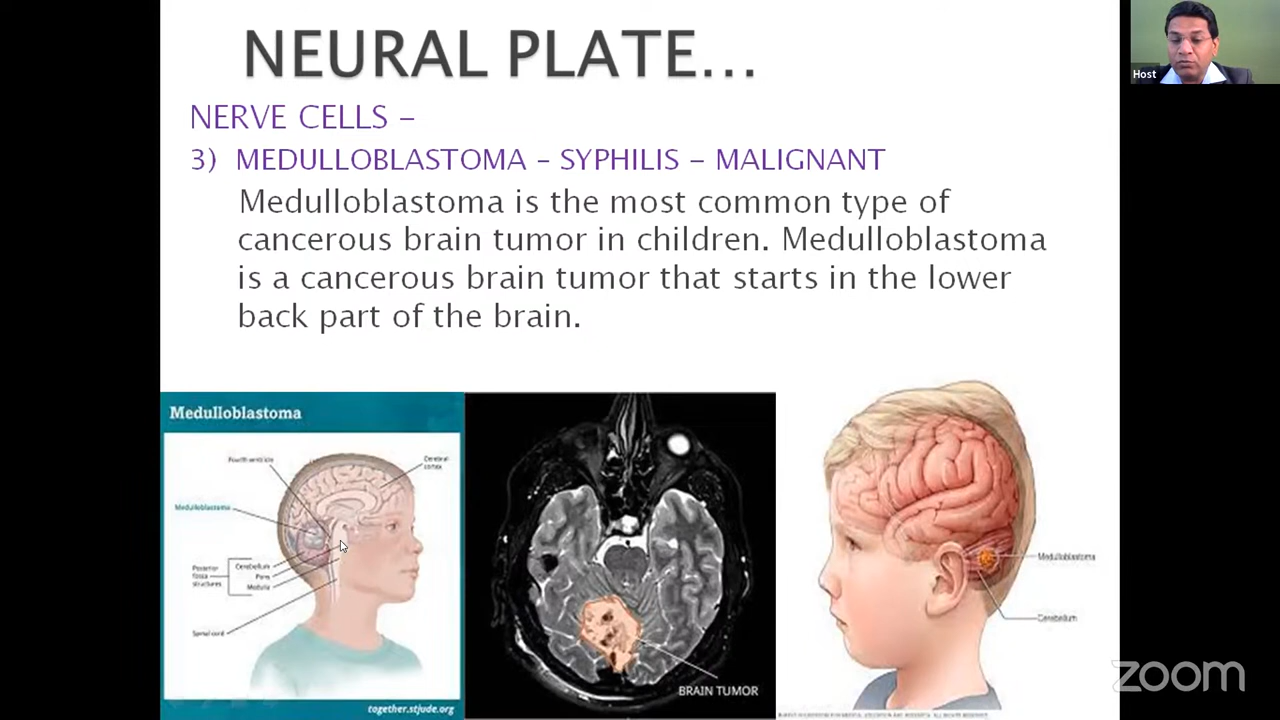 NEURAL PLATE...
Host
NERVE CELLS –
3) MEDULLOBLASTOMA – SYPHILIS – MALIGNANT
Medulloblastoma is the most common type of
cancerous brain tumor in children. Medulloblastoma
is a cancerous brain tumor that starts in the lower
back part of the brain.
Medulloblastoma
Fourth ventricle
Cerebral
cortex
Medulloblastoma
Posterior
fossa
structures
Cerebellum
Pons
Medulla
Spinal cord
together.stjude.org
BRAIN TUMOR
Medulloblastoma
Cerebellum
zoom